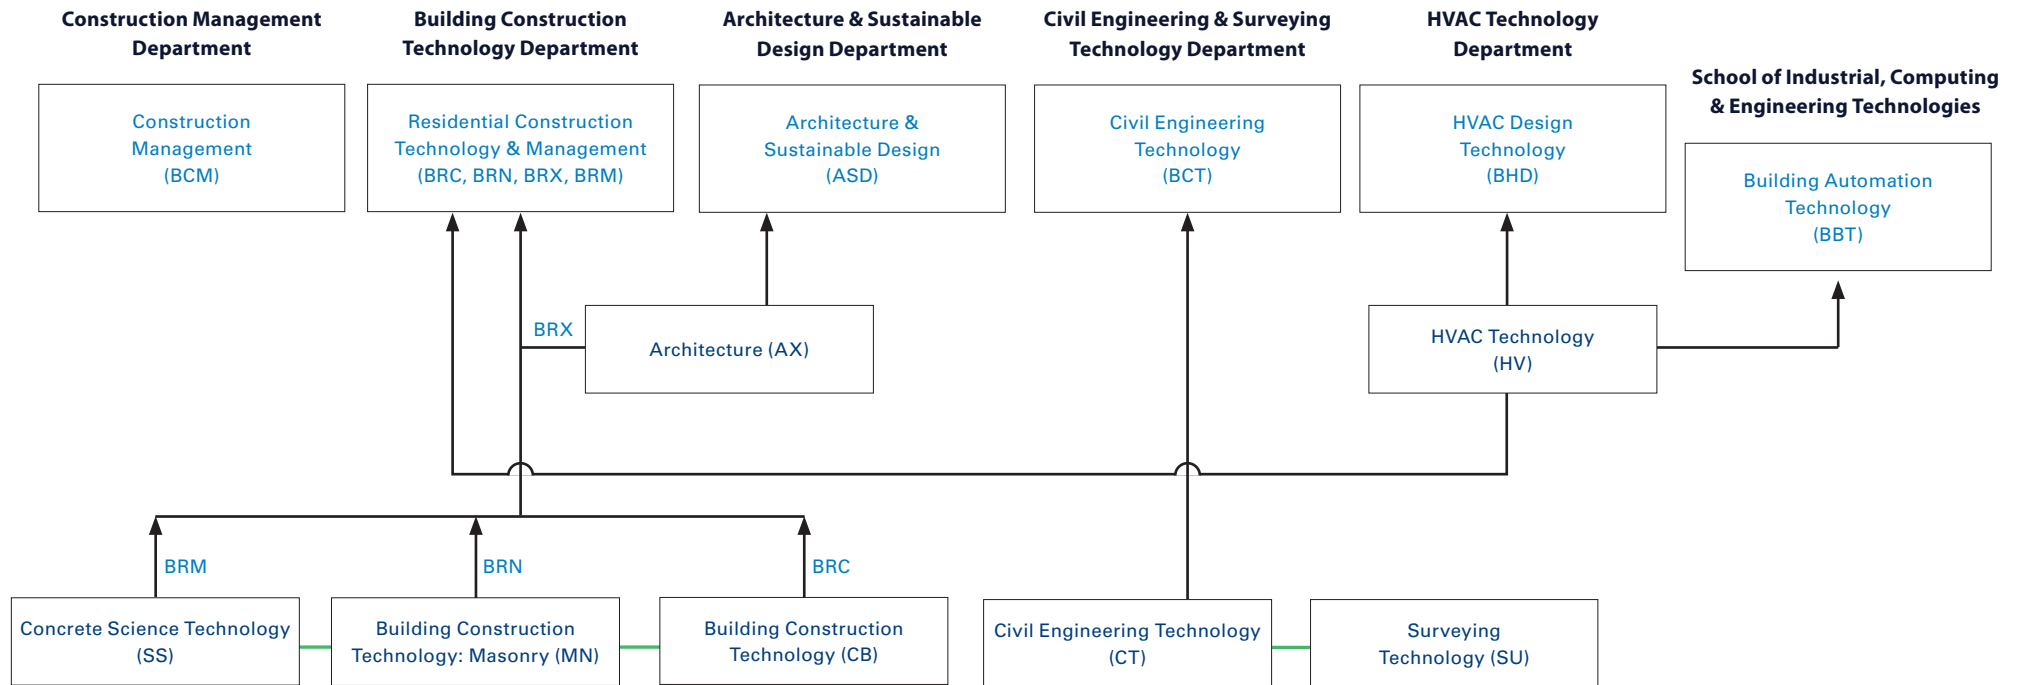 Construction Management
Department
Building Construction
Technology Department
Architecture & Sustainable
Design Department
Civil Engineering & Surveying
Technology Department
HVAC Technology
Department
School of Industrial, Computing
& Engineering Technologies
Construction
Management
(BCM)
Residential Construction
Technology & Management
(BRC, BRN, BRX, BRM)
Architecture &
Sustainable Design
(ASD)
Civil Engineering
Technology
(BCT)
HVAC Design
Technology
(BHD)
Building Automation
Technology
(BBT)
BRX
Architecture (AX)
HVAC Technology
(HV)
BRM
BRN
BRC
Concrete Science Technology
(SS)
Building Construction
Technology: Masonry (MN)
Building Construction
Technology (CB)
Civil Engineering Technology
(CT)
Surveying
Technology (SU)